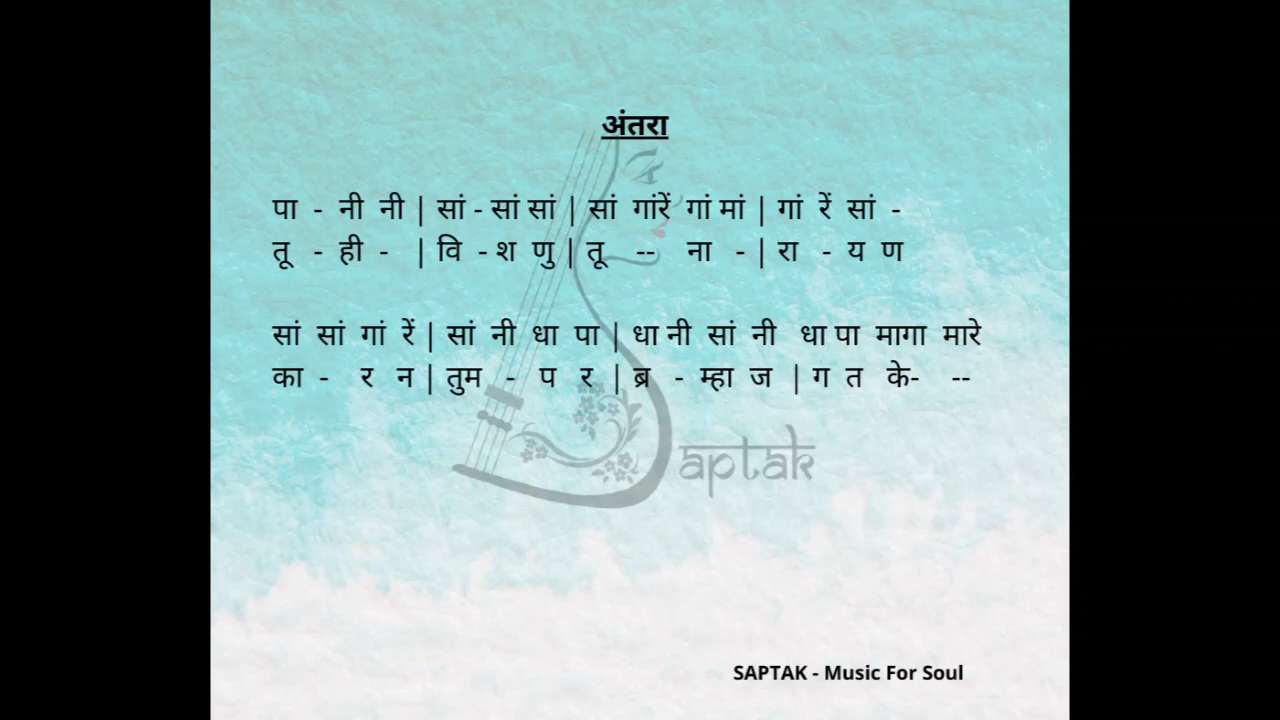 अंतरा
पा - नी नी | सां - सां सां | सां गांरें गां मां | गां रें सां -
तू - ही - | वि - श णु | तू -- ना - | रा - य ण
सां सां गां रें | सां नी धा पा | धा नी सां नी धा पा मागा मारे
का - र न | तुम - प र | ब्र - म्हा ज | ग त के- --
aptak
SAPTAK - Music For Soul